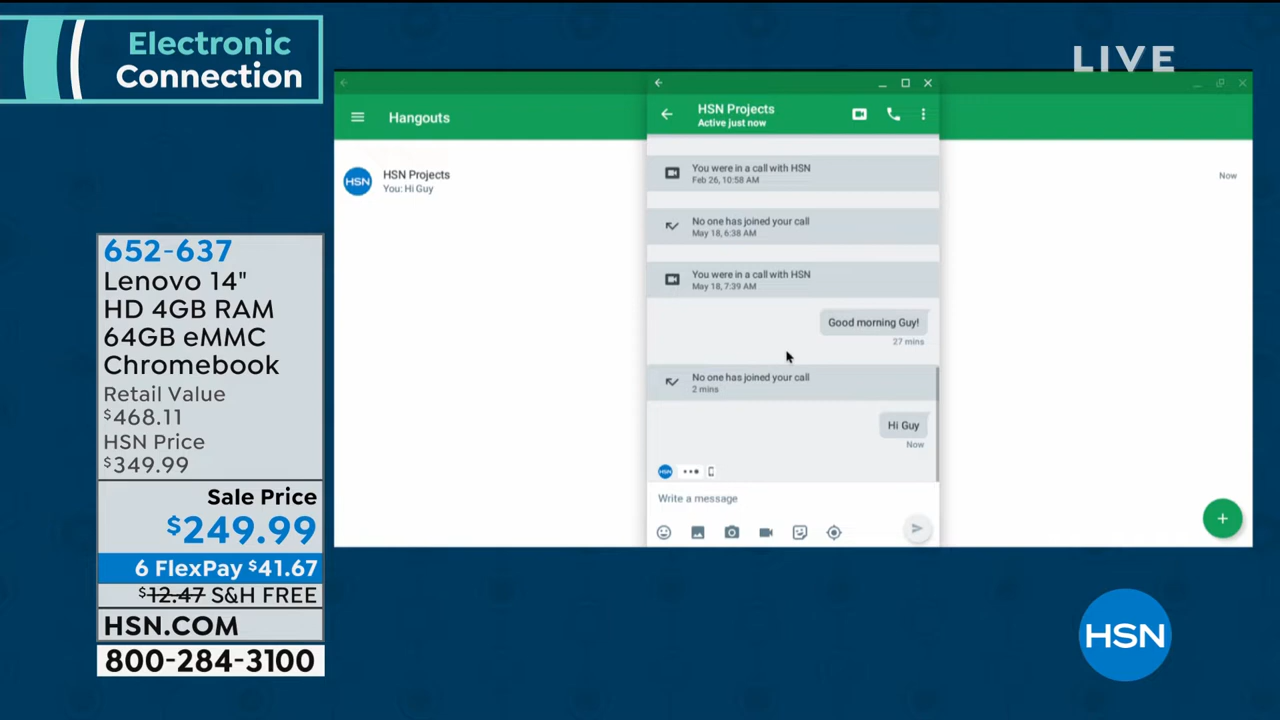 Electronic
Connection
LIVE
652-637
Lenovo 14"
HD 4GB RAM
64GB eMMC
Chromebook
Retail Value
$468.11
HSN Price
$349.99
Sale Price
$249.99
6 FlexPay $41.67
$12.47 S&H FREE
HSN.COM
800-284-3100
Hangouts
HSN
HSN Projects
You: Hi Guy
Now
HSN Projects
Active just now
You were in a call with HSN
Feb 26, 10:58 AM
No one has joined your call
May 18, 6:38 AM
You were in a call with HSN
May 18, 7:39 AM
Good morning Guy!
27 mins
No one has joined your call
2 mins
Hi Guy
Now
HSN
Write a message
HSN